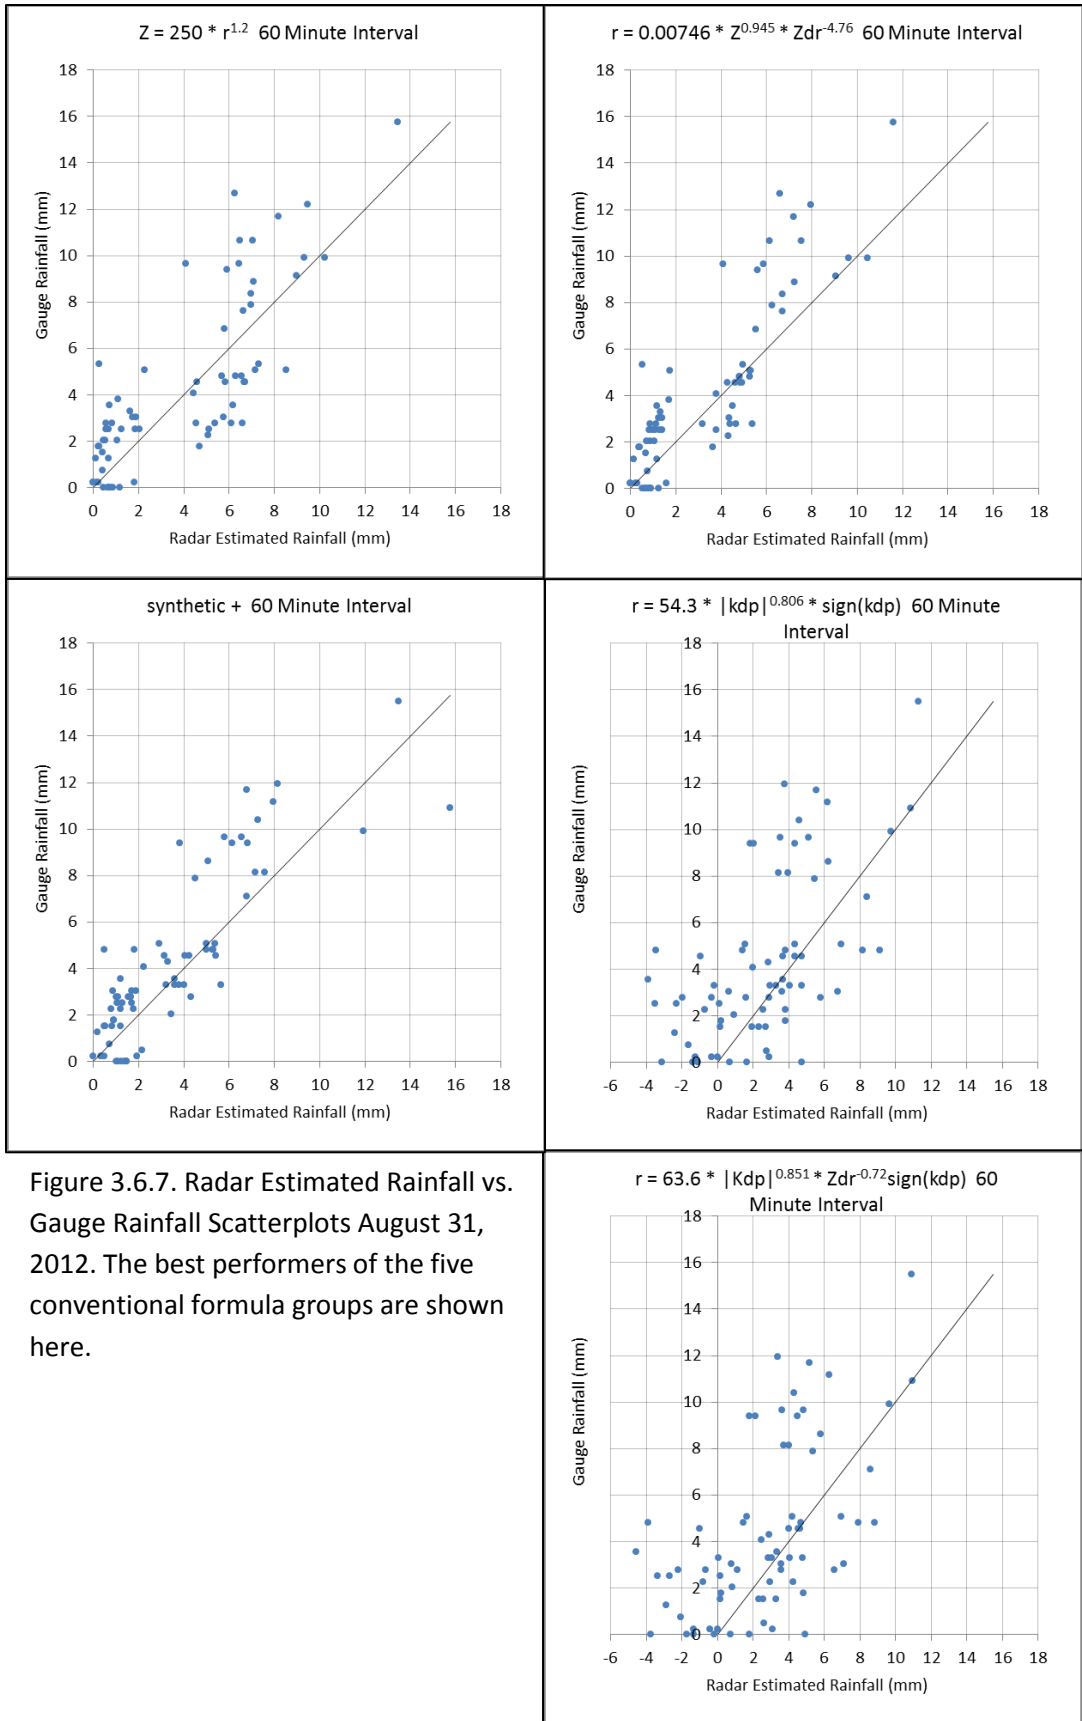 Z = 250 * r^1.2 60 Minute Interval
18
16
14
12
10
8
6
4
2
0
Gauge Rainfall (mm)
0 2 4 6 8 10 12 14 16 18
Radar Estimated Rainfall (mm)
r = 0.00746 * Z^0.945 * Zdr^-4.76 60 Minute Interval
18
16
14
12
10
8
6
4
2
0
Gauge Rainfall (mm)
0 2 4 6 8 10 12 14 16 18
Radar Estimated Rainfall (mm)
synthetic + 60 Minute Interval
18
16
14
12
10
8
6
4
2
0
Gauge Rainfall (mm)
0 2 4 6 8 10 12 14 16 18
Radar Estimated Rainfall (mm)
r = 54.3 * |kdp|^0.806 * sign(kdp) 60 Minute
Interval
18
16
14
12
10
8
6
4
2
0
Gauge Rainfall (mm)
-6 -4 -2 0 2 4 6 8 10 12 14 16 18
Radar Estimated Rainfall (mm)
Figure 3.6.7. Radar Estimated Rainfall vs.
Gauge Rainfall Scatterplots August 31,
2012. The best performers of the five
conventional formula groups are shown
here.
r = 63.6 * |Kdp|^0.851 * Zdr^-0.72 sign(kdp) 60
Minute Interval
18
16
14
12
10
8
6
4
2
0
Gauge Rainfall (mm)
-6 -4 -2 0 2 4 6 8 10 12 14 16 18
Radar Estimated Rainfall (mm)